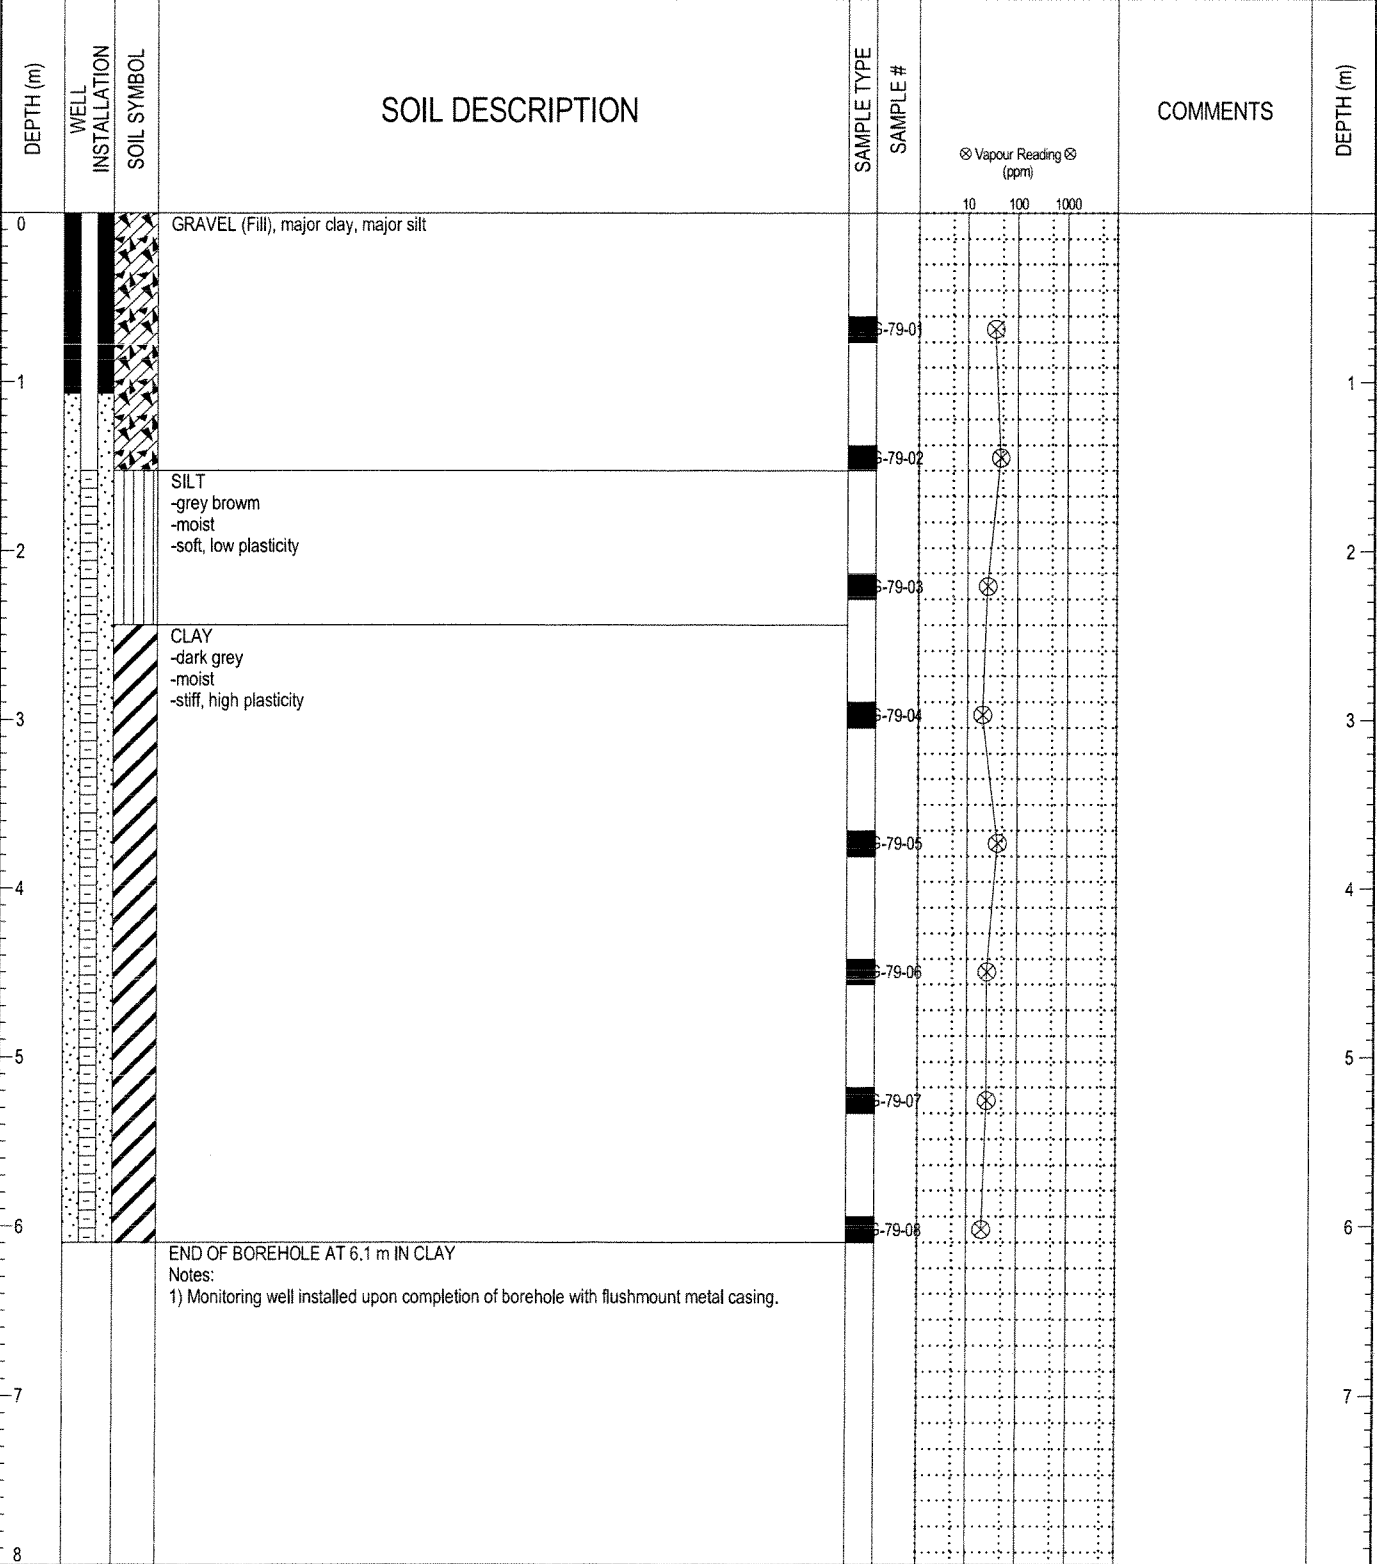 DEPTH (m)
WELL
INSTALLATION
SOIL SYMBOL
SOIL DESCRIPTION
SAMPLE TYPE
SAMPLE #
⊗ Vapour Reading ⊗
(ppm)
10 100 1000
COMMENTS
DEPTH (m)
0
GRAVEL (Fill), major clay, major silt
G-79-01
1
1
G-79-02
SILT
-grey browm
-moist
-soft, low plasticity
2
2
G-79-03
CLAY
-dark grey
-moist
-stiff, high plasticity
3
G-79-04
3
G-79-05
4
4
G-79-06
5
5
G-79-07
6
G-79-08
6
END OF BOREHOLE AT 6.1 m IN CLAY
Notes:
1) Monitoring well installed upon completion of borehole with flushmount metal casing.
7
7
8